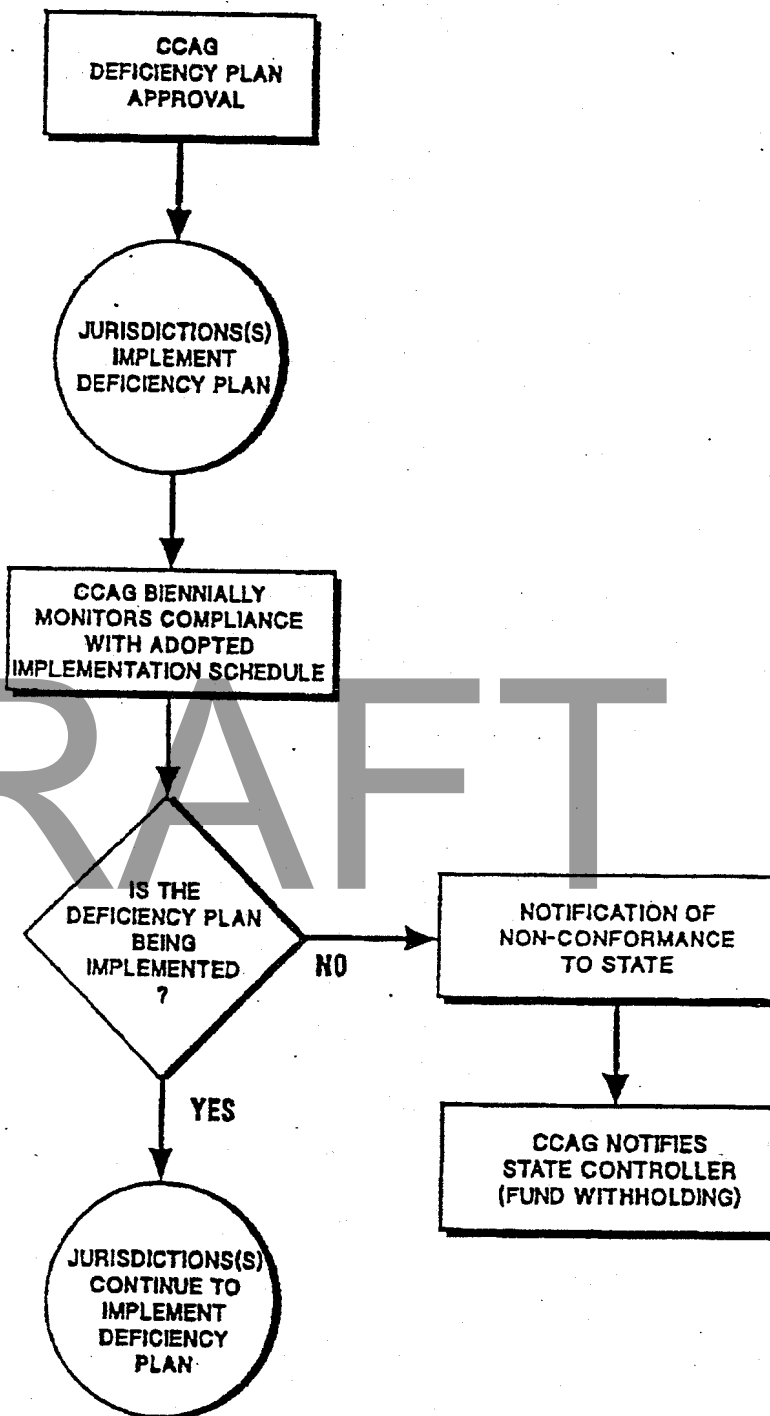 CCAG
DEFICIENCY PLAN
APPROVAL
JURISDICTIONS(S)
IMPLEMENT
DEFICIENCY PLAN
CCAG BIENNIALLY
MONITORS COMPLIANCE
WITH ADOPTED
IMPLEMENTATION SCHEDULE
RAFT
IS THE
DEFICIENCY PLAN
BEING
IMPLEMENTED
?
NO
NOTIFICATION OF
NON-CONFORMANCE
TO STATE
YES
CCAG NOTIFIES
STATE CONTROLLER
(FUND WITHHOLDING)
JURISDICTIONS(S)
CONTINUE TO
IMPLEMENT
DEFICIENCY
PLAN